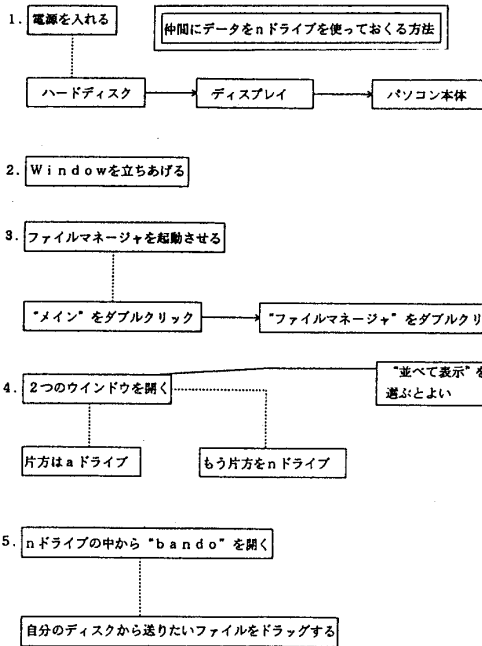 1. 電源を入れる
仲間にデータをnドライブを使っておくる方法
ハードディスク
ディスプレイ
パソコン本体
2. Windowを立ちあげる
3. ファイルマネージャを起動させる
"メイン"をダブルクリック
"ファイルマネージャ"をダブルクリ
4. 2つのウインドウを開く
"並べて表示"を
選ぶとよい
片方はaドライブ
もう片方をnドライブ
5. nドライブの中から"bando"を開く
自分のディスクから送りたいファイルをドラッグする